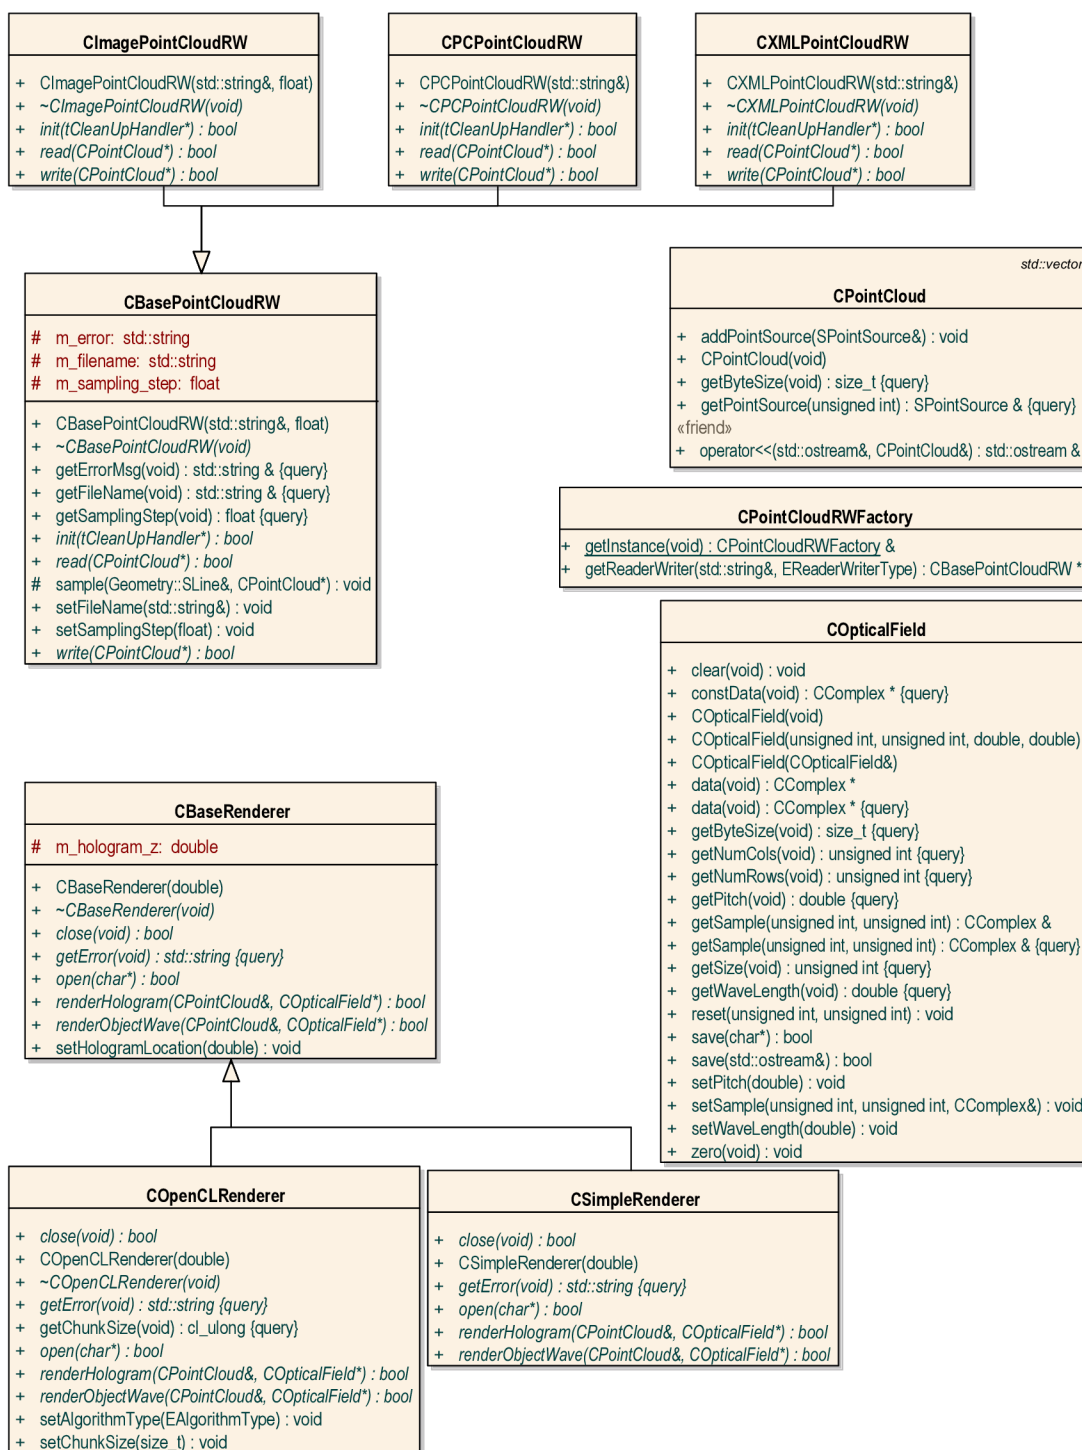 CImagePointCloudRW
+ CImagePointCloudRW(std::string&, float)
+ ~CImagePointCloudRW(void)
+ init(tCleanUpHandler*) : bool
+ read(CPointCloud*) : bool
+ write(CPointCloud*) : bool
CPCPointCloudRW
+ CPCPointCloudRW(std::string&)
+ ~CPCPointCloudRW(void)
+ init(tCleanUpHandler*) : bool
+ read(CPointCloud*) : bool
+ write(CPointCloud*) : bool
CXMLPointCloudRW
+ CXMLPointCloudRW(std::string&)
+ ~CXMLPointCloudRW(void)
+ init(tCleanUpHandler*) : bool
+ read(CPointCloud*) : bool
+ write(CPointCloud*) : bool
CBasePointCloudRW
# m_error: std::string
# m_filename: std::string
# m_sampling_step: float
+ CBasePointCloudRW(std::string&, float)
+ ~CBasePointCloudRW(void)
+ getErrorMsg(void) : std::string & {query}
+ getFileName(void) : std::string & {query}
+ getSamplingStep(void) : float {query}
+ init(tCleanUpHandler*) : bool
+ read(CPointCloud*) : bool
# sample(Geometry::SLine&, CPointCloud*) : void
+ setFileName(std::string&) : void
+ setSamplingStep(float) : void
+ write(CPointCloud*) : bool
std::vector
CPointCloud
+ addPointSource(SPointSource&) : void
+ CPointCloud(void)
+ getByteSize(void) : size_t {query}
+ getPointSource(unsigned int) : SPointSource & {query}
«friend»
+ operator<<(std::ostream&, CPointCloud&) : std::ostream &
CPointCloudRWFactory
+ getInstance(void) : CPointCloudRWFactory &
+ getReaderWriter(std::string&, EReaderWriterType) : CBasePointCloudRW *
COpticalField
+ clear(void) : void
+ constData(void) : CComplex * {query}
+ COpticalField(void)
+ COpticalField(unsigned int, unsigned int, double, double)
+ COpticalField(COpticalField&)
+ data(void) : CComplex *
+ data(void) : CComplex * {query}
+ getByteSize(void) : size_t {query}
+ getNumCols(void) : unsigned int {query}
+ getNumRows(void) : unsigned int {query}
+ getPitch(void) : double {query}
+ getSample(unsigned int, unsigned int) : CComplex &
+ getSample(unsigned int, unsigned int) : CComplex & {query}
+ getSize(void) : unsigned int {query}
+ getWaveLength(void) : double {query}
+ reset(unsigned int, unsigned int) : void
+ save(char*) : bool
+ save(std::ostream&) : bool
+ setPitch(double) : void
+ setSample(unsigned int, unsigned int, CComplex&) : void
+ setWaveLength(double) : void
+ zero(void) : void
CBaseRenderer
# m_hologram_z: double
+ CBaseRenderer(double)
+ ~CBaseRenderer(void)
+ close(void) : bool
+ getError(void) : std::string {query}
+ open(char*) : bool
+ renderHologram(CPointCloud&, COpticalField*) : bool
+ renderObjectWave(CPointCloud&, COpticalField*) : bool
+ setHologramLocation(double) : void
COpenCLRenderer
+ close(void) : bool
+ COpenCLRenderer(double)
+ ~COpenCLRenderer(void)
+ getError(void) : std::string {query}
+ getChunkSize(void) : cl_ulong {query}
+ open(char*) : bool
+ renderHologram(CPointCloud&, COpticalField*) : bool
+ renderObjectWave(CPointCloud&, COpticalField*) : bool
+ setAlgorithmType(EAlgorithmType) : void
+ setChunkSize(size_t) : void
CSimpleRenderer
+ close(void) : bool
+ CSimpleRenderer(double)
+ getError(void) : std::string {query}
+ open(char*) : bool
+ renderHologram(CPointCloud&, COpticalField*) : bool
+ renderObjectWave(CPointCloud&, COpticalField*) : bool